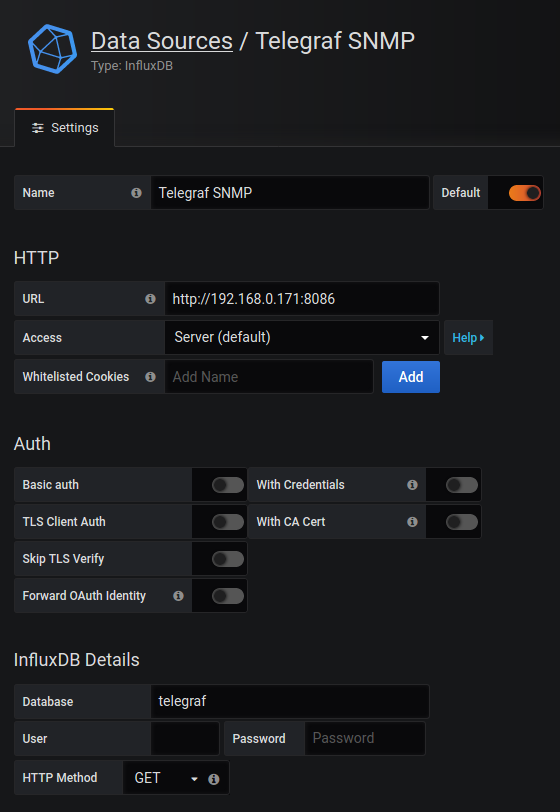 Data Sources / Telegraf SNMP
Type: InfluxDB
Settings
Name Telegraf SNMP Default
HTTP
URL http://192.168.0.171:8086
Access Server (default) Help
Whitelisted Cookies Add Name Add
Auth
Basic auth With Credentials
TLS Client Auth With CA Cert
Skip TLS Verify
Forward OAuth Identity
InfluxDB Details
Database telegraf
User Password Password
HTTP Method GET